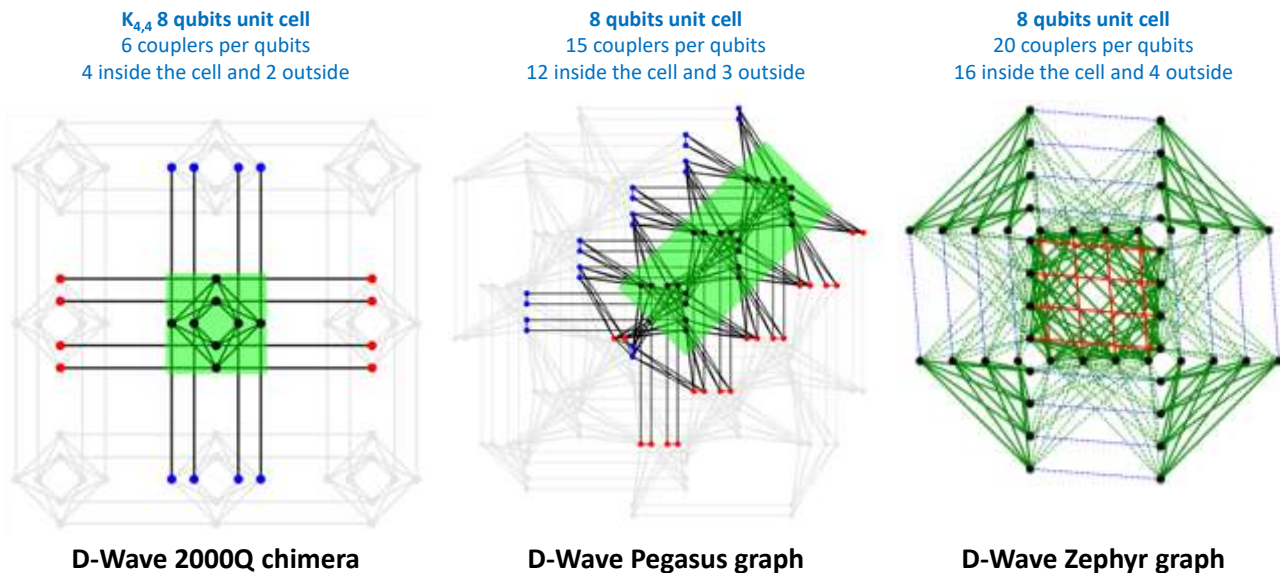 K4,4 8 qubits unit cell
6 couplers per qubits
4 inside the cell and 2 outside
8 qubits unit cell
15 couplers per qubits
12 inside the cell and 3 outside
8 qubits unit cell
20 couplers per qubits
16 inside the cell and 4 outside
D-Wave 2000Q chimera
D-Wave Pegasus graph
D-Wave Zephyr graph